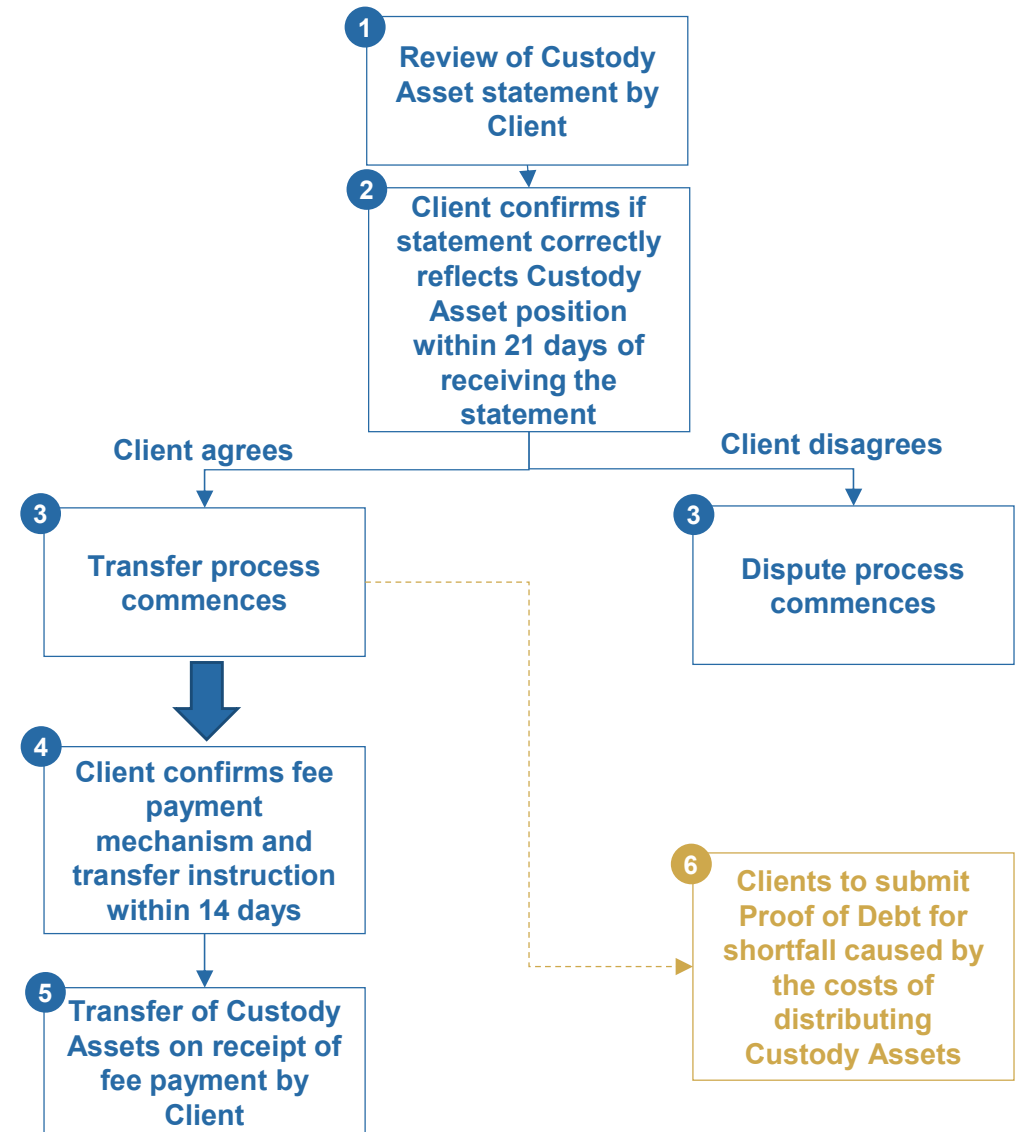 1
Review of Custody
Asset statement by
Client
2
Client confirms if
statement correctly
reflects Custody
Asset position
within 21 days of
receiving the
statement
Client agrees
Client disagrees
3
Transfer process
commences
3
Dispute process
commences
4
Client confirms fee
payment
mechanism and
transfer instruction
within 14 days
6
Clients to submit
Proof of Debt for
shortfall caused by
the costs of
distributing
Custody Assets
5
Transfer of Custody
Assets on receipt of
fee payment by
Client